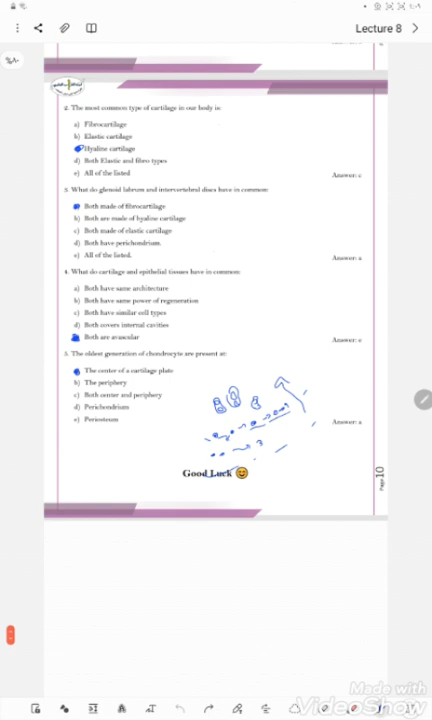 Lecture 8
2. The most common type of cartilage in our body is:
a) Fibrocartilage
b) Elastic cartilage
Hyaline cartilage
d) Both Elastic and fibro types
e) All of the listed
Answer: c
3. What do glenoid labrum and intervertebral discs have in common:
Both made of fibrocartilage
b) Both are made of hyaline cartilage
c) Both made of elastic cartilage
d) Both have perichondrium.
e) All of the listed.
Answer: a
4. What do cartilage and epithelial tissues have in common:
a) Both have same architecture
b) Both have same power of regeneration
c) Both have similar cell types
d) Both covers internal cavities
Both are avascular
Answer: e
5. The oldest generation of chondrocyte are present at:
The center of a cartilage plate
b) The periphery
c) Both center and periphery
d) Perichondrium
e) Periosteum
Answer: a
Good Luck 😊
Page 10
Made with
VideoShow